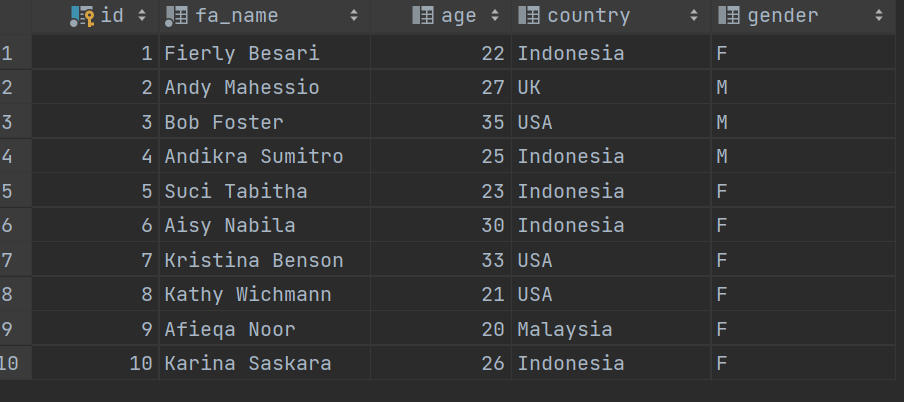 id fa_name age country gender
1 1 Fierly Besari 22 Indonesia F
2 2 Andy Mahessio 27 UK M
3 3 Bob Foster 35 USA M
4 4 Andikra Sumitro 25 Indonesia M
5 5 Suci Tabitha 23 Indonesia F
6 6 Aisy Nabila 30 Indonesia F
7 7 Kristina Benson 33 USA F
8 8 Kathy Wichmann 21 USA F
9 9 Afieqa Noor 20 Malaysia F
10 10 Karina Saskara 26 Indonesia F